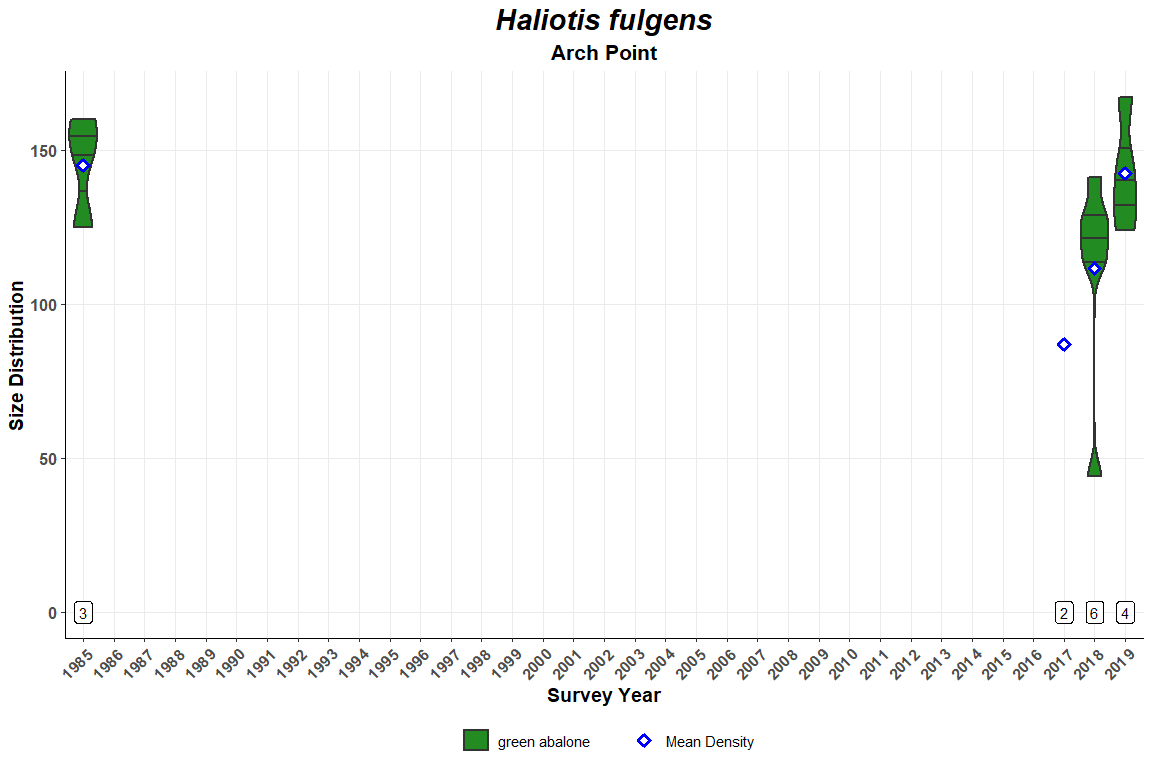 Haliotis fulgens
Arch Point
Size Distribution
150
100
50
0
3
2
6
4
1985 1986 1987 1988 1989 1990 1991 1992 1993 1994 1995 1996 1997 1998 1999 2000 2001 2002 2003 2004 2005 2006 2007 2008 2009 2010 2011 2012 2013 2014 2015 2016 2017 2018 2019
Survey Year
green abalone
Mean Density